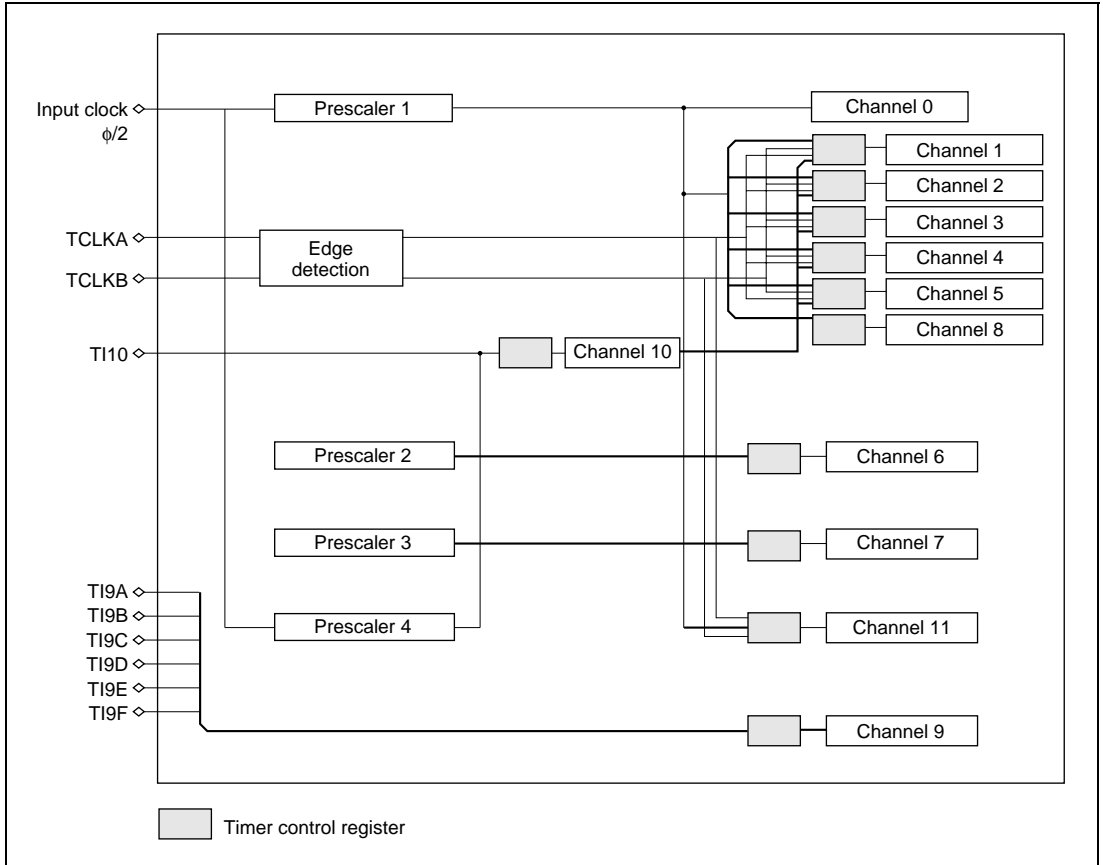 Input clock
ϕ/2
Prescaler 1
Channel 0
Channel 1
Channel 2
Channel 3
Channel 4
Channel 5
Channel 8
TCLKA
TCLKB
Edge
detection
TI10
Channel 10
Prescaler 2
Channel 6
Prescaler 3
Channel 7
TI9A
TI9B
TI9C
TI9D
TI9E
TI9F
Prescaler 4
Channel 11
Channel 9
Timer control register